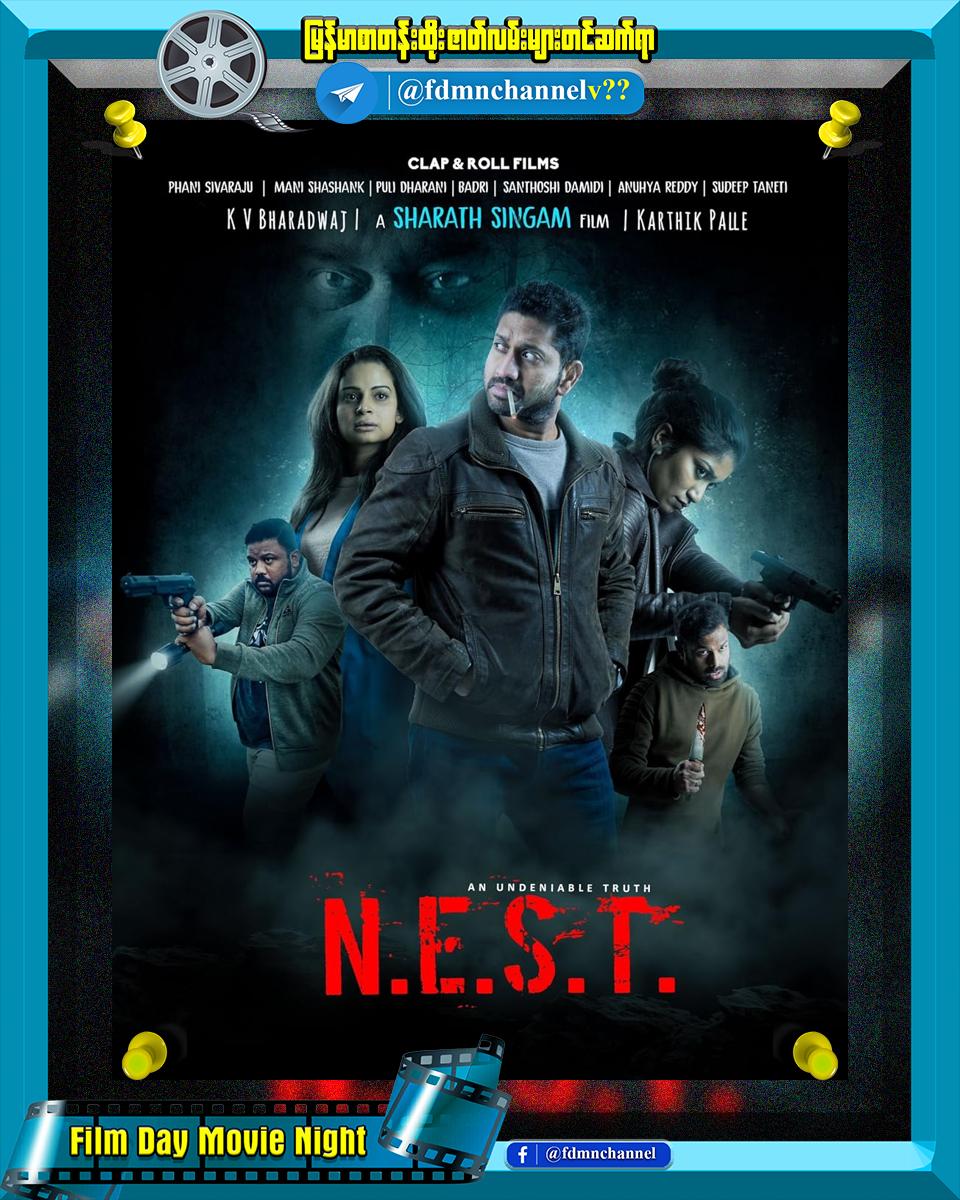 မြန်မာစာတန်းထိုးဇာတ်လမ်းများတင်ဆက်ရာ
@fdmnchannelv??
CLAP & ROLL FILMS
PHANI SIVARAJU | MANI SHASHANK | PULI DHARANI | BADRI | SANTHOSHI DAMIDI | ANUHYA REDDY | SUDEEP TANETI
K V BHARADWAJ | A SHARATH SINGAM FILM | KARTHIK PALLE
AN UNDENIABLE TRUTH
N.E.S.T.
Film Day Movie Night
f | @fdmnchannel